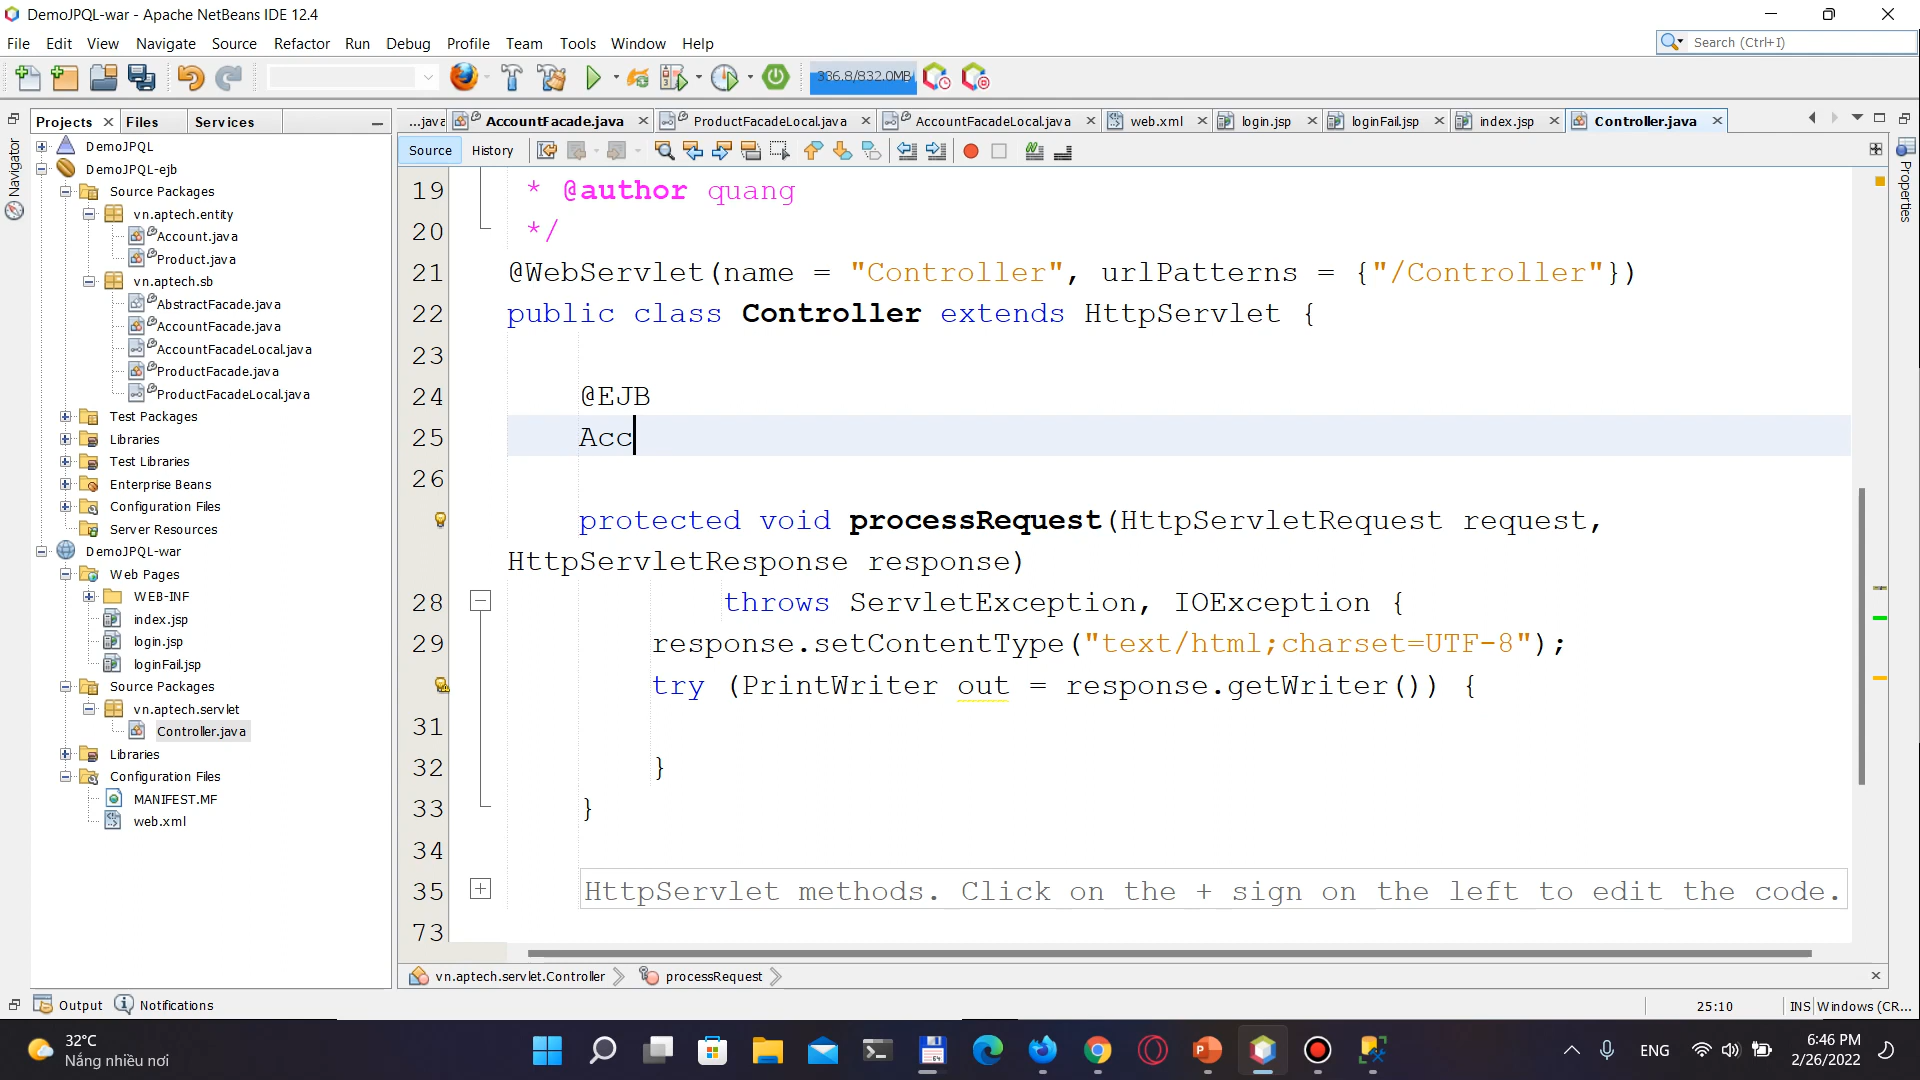 DemoJPQL-war - Apache NetBeans IDE 12.4
File Edit View Navigate Source Refactor Run Debug Profile Team Tools Window Help
Search (Ctrl+I)
336.8/832.0MB
Projects Files Services
...java AccountFacade.java ProductFacadeLocal.java AccountFacadeLocal.java web.xml login.jsp loginFail.jsp index.jsp Controller.java
Source History
Navigator
Properties
DemoJPQL
DemoJPQL-ejb
Source Packages
vn.aptech.entity
Account.java
Product.java
vn.aptech.sb
AbstractFacade.java
AccountFacade.java
AccountFacadeLocal.java
ProductFacade.java
ProductFacadeLocal.java
Test Packages
Libraries
Test Libraries
Enterprise Beans
Configuration Files
Server Resources
DemoJPQL-war
Web Pages
WEB-INF
index.jsp
login.jsp
loginFail.jsp
Source Packages
vn.aptech.servlet
Controller.java
Libraries
Configuration Files
MANIFEST.MF
web.xml
19 * @author quang
20 */
21 @WebServlet(name = "Controller", urlPatterns = {"/Controller"})
22 public class Controller extends HttpServlet {
23
24 @EJB
25 Acc
26
protected void processRequest(HttpServletRequest request,
HttpServletResponse response)
28 throws ServletException, IOException {
29 response.setContentType("text/html;charset=UTF-8");
try (PrintWriter out = response.getWriter()) {
31
32 }
33 }
34
35 HttpServlet methods. Click on the + sign on the left to edit the code.
73
vn.aptech.servlet.Controller processRequest
Output Notifications
25:10 INS Windows (CR...
32°C
Nắng nhiều nơi
ENG
6:46 PM
2/26/2022